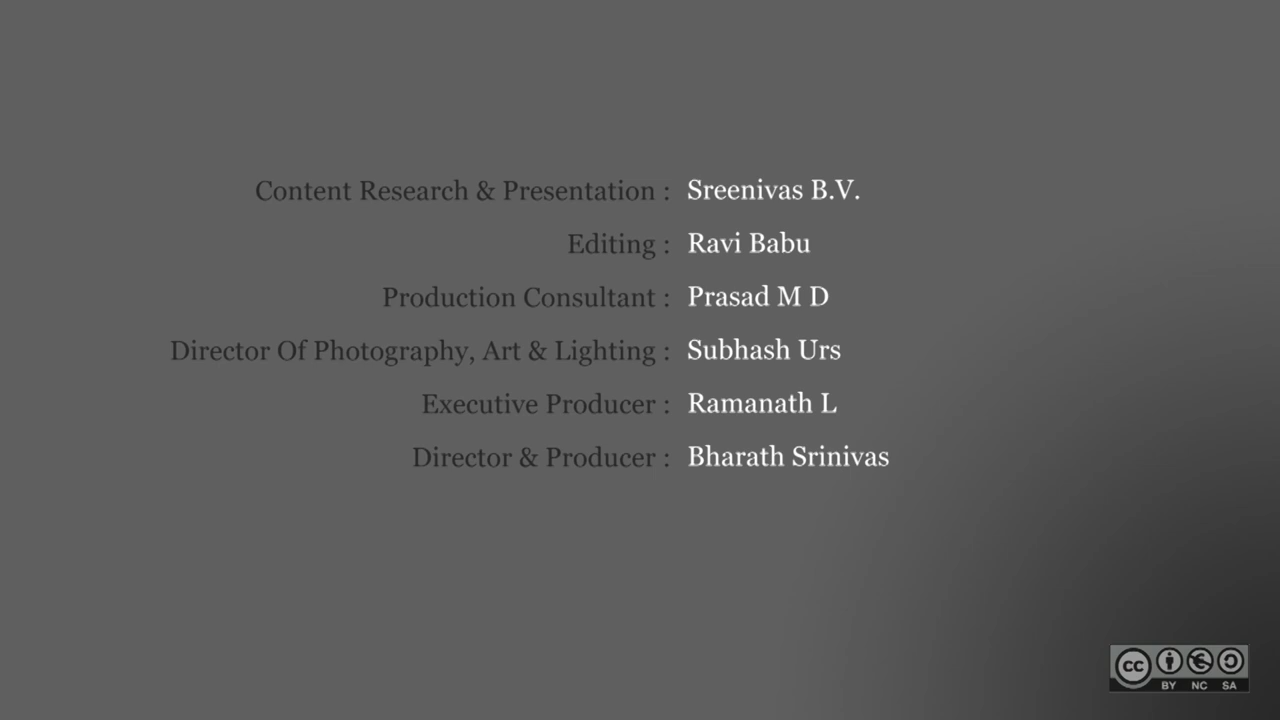 Content Research & Presentation : Sreenivas B.V.
Editing : Ravi Babu
Production Consultant : Prasad M D
Director Of Photography, Art & Lighting : Subhash Urs
Executive Producer : Ramanath L
Director & Producer : Bharath Srinivas
cc
BY NC SA